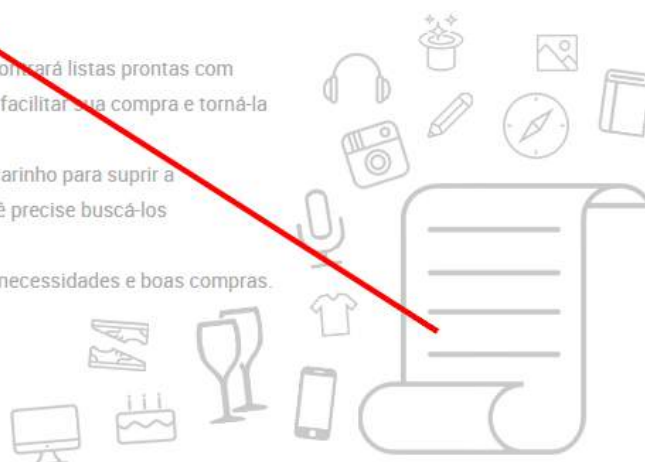 ontrará listas prontas com
facilitar sua compra e torná-la
arinho para suprir a
ê precise buscá-los
necessidades e boas compras.